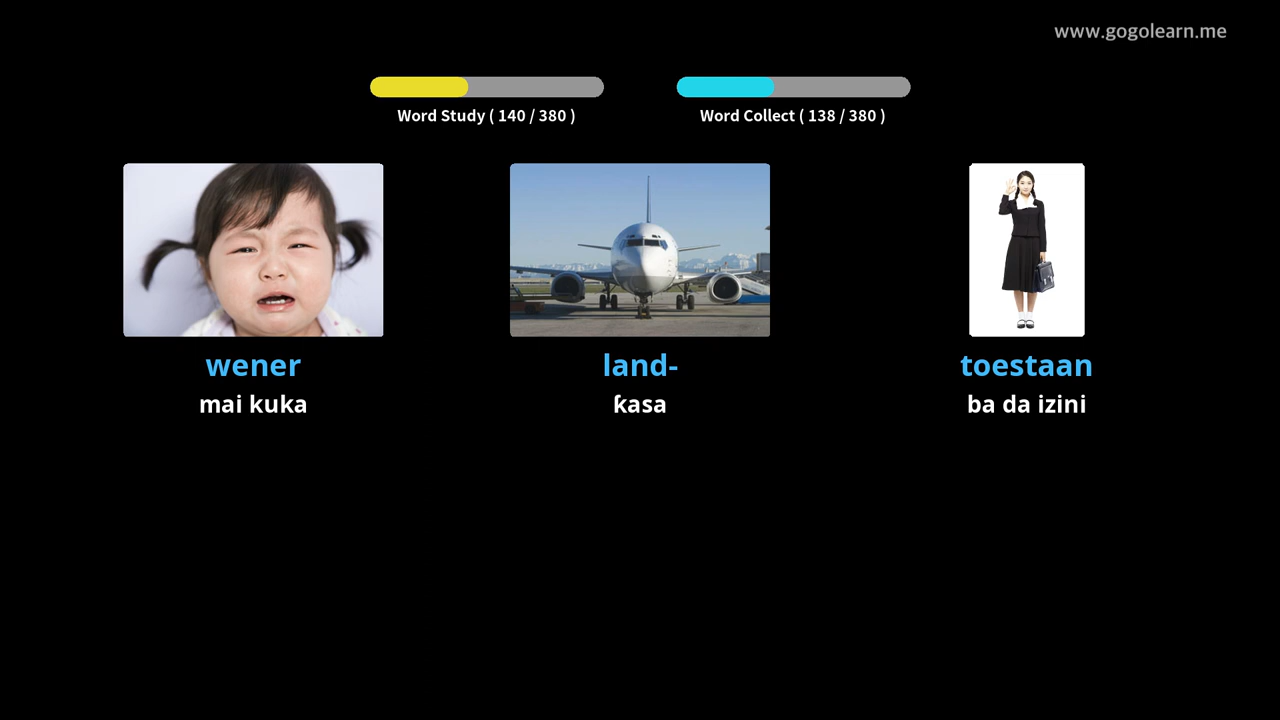 www.gogolearn.me
Word Study ( 140 / 380 )
Word Collect ( 138 / 380 )
wener
land-
toestaan
mai kuka
ƙasa
ba da izini